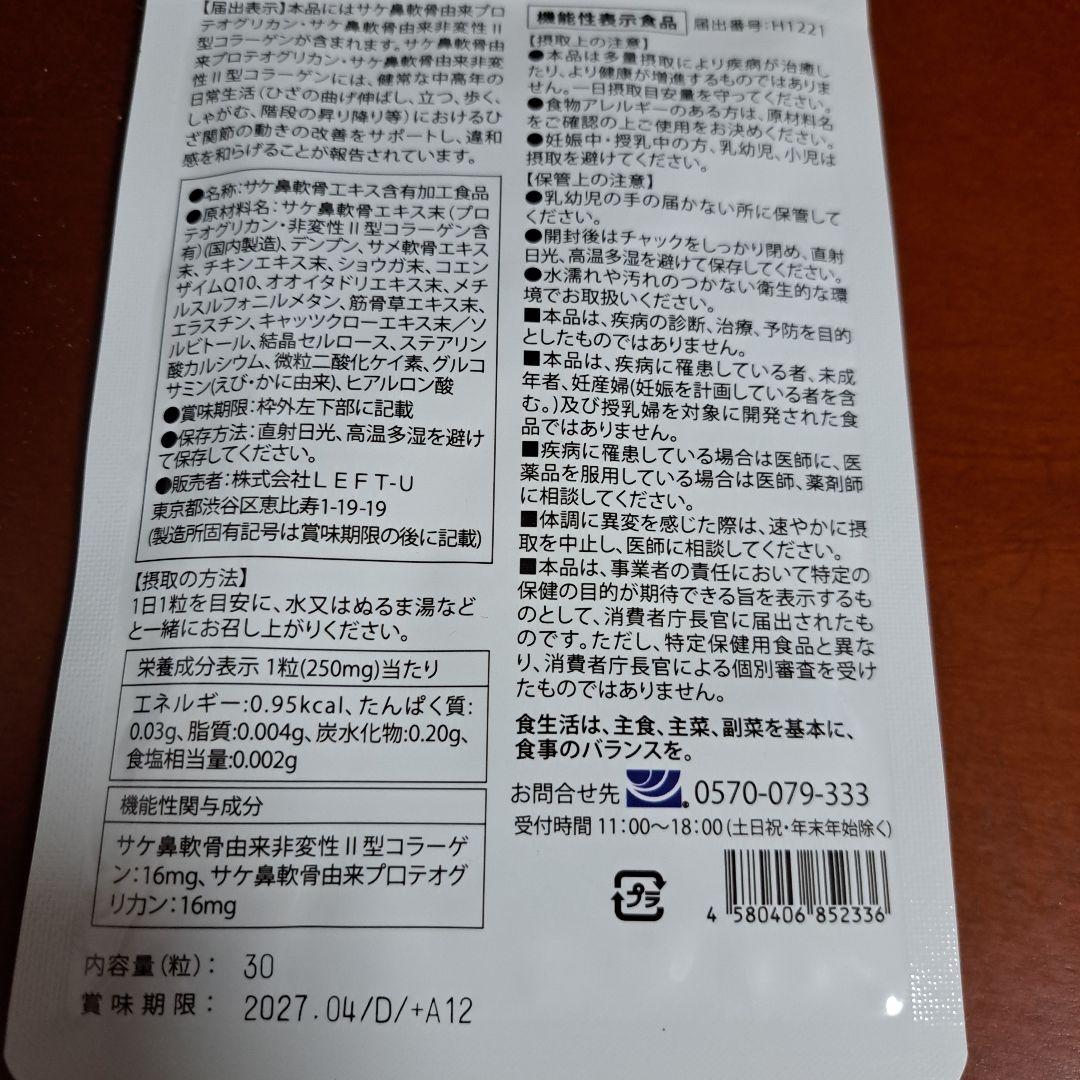 【届出表示】本品にはサケ鼻軟骨由来プロ
テオグリカン・サケ鼻軟骨由来非変性Ⅱ
型コラーゲンが含まれます。サケ鼻軟骨由
来プロテオグリカン・サケ鼻軟骨由来非変
性Ⅱ型コラーゲンには、健常な中高年の
日常生活(ひざの曲げ伸ばし、立つ、歩く、
しゃがむ、階段の昇り降り等)におけるひ
ざ関節の動きの改善をサポートし、違和
感を和らげることが報告されています。
●名称:サケ鼻軟骨エキス含有加工食品
●原材料名:サケ鼻軟骨エキス末(プロ
テオグリカン・非変性Ⅱ型コラーゲン含
有)(国内製造)、デンプン、サメ軟骨エキス
末、チキンエキス末、ショウガ末、コエン
ザイムQ10、オオイタドリエキス末、メチ
ルスルフォニルメタン、筋骨草エキス末、
エラスチン、キャッツクローエキス末/ソ
ルビトール、結晶セルロース、ステアリン
酸カルシウム、微粒二酸化ケイ素、グルコ
サミン(えび・かに由来)、ヒアルロン酸
●賞味期限:枠外左下部に記載
●保存方法:直射日光、高温多湿を避け
て保存してください。
●販売者:株式会社LEFT-U
東京都渋谷区恵比寿1-19-19
(製造所固有記号は賞味期限の後に記載)
【摂取の方法】
1日1粒を目安に、水又はぬるま湯など
と一緒にお召し上がりください。
栄養成分表示 1粒(250mg)当たり
エネルギー:0.95kcal、たんぱく質:
0.03g、脂質:0.004g、炭水化物:0.20g、
食塩相当量:0.002g
機能性関与成分
サケ鼻軟骨由来非変性Ⅱ型コラーゲ
ン:16mg、サケ鼻軟骨由来プロテオグ
リカン:16mg
内容量(粒): 30
賞味期限: 2027.04/D/+A12
機能性表示食品 届出番号:H1221
【摂取上の注意】
●本品は多量摂取により疾病が治癒し
たり、より健康が増進するものではありま
せん。一日摂取目安量を守ってください。
●食物アレルギーのある方は、原材料名
をご確認の上ご使用をお決めください。
●妊娠中・授乳中の方、乳幼児、小児は
摂取を避けてください。
【保管上の注意】
●乳幼児の手の届かない所に保管して
ください。
●開封後はチャックをしっかり閉め、直射
日光、高温多湿を避けて保存してください。
●水濡れや汚れのつかない衛生的な環
境でお取扱いください。
■本品は、疾病の診断、治療、予防を目的
としたものではありません。
■本品は、疾病に罹患している者、未成
年者、妊産婦(妊娠を計画している者を含
む。)及び授乳婦を対象に開発された食
品ではありません。
■疾病に罹患している場合は医師に、医
薬品を服用している場合は医師、薬剤師
に相談してください。
■体調に異変を感じた際は、速やかに摂
取を中止し、医師に相談してください。
■本品は、事業者の責任において特定の
保健の目的が期待できる旨を表示するも
のとして、消費者庁長官に届出されたも
のです。ただし、特定保健用食品と異な
り、消費者庁長官による個別審査を受け
たものではありません。
食生活は、主食、主菜、副菜を基本に、
食事のバランスを。
お問合せ先 0570-079-333
受付時間 11:00〜18:00(土日祝・年末年始除く)
プラ
4 580406 852336